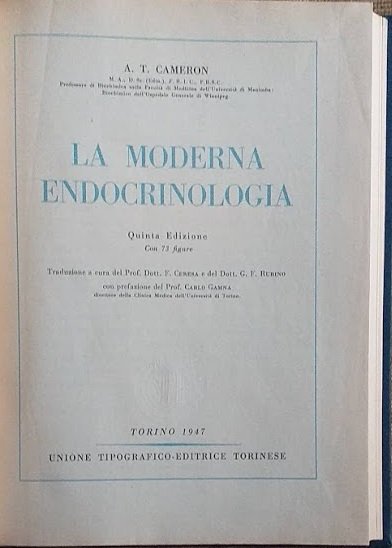 A. T. CAMERON
M. A., D. Sc. (Edin.), F. R. I. C., F.R.S.C.
Professore di Biochimica nella Facoltà di Medicina dell'Università di Manitoba;
Biochimico dell'Ospedale Generale di Winnipeg.
LA MODERNA
ENDOCRINOLOGIA
Quinta Edizione
Con 73 figure
Traduzione a cura del Prof. Dott. F. CERESA e del Dott. G. F. RUBINO
con prefazione del Prof. CARLO GAMNA
direttore della Clinica Medica dell'Università di Torino.
TORINO 1947
UNIONE TIPOGRAFICO-EDITRICE TORINESE